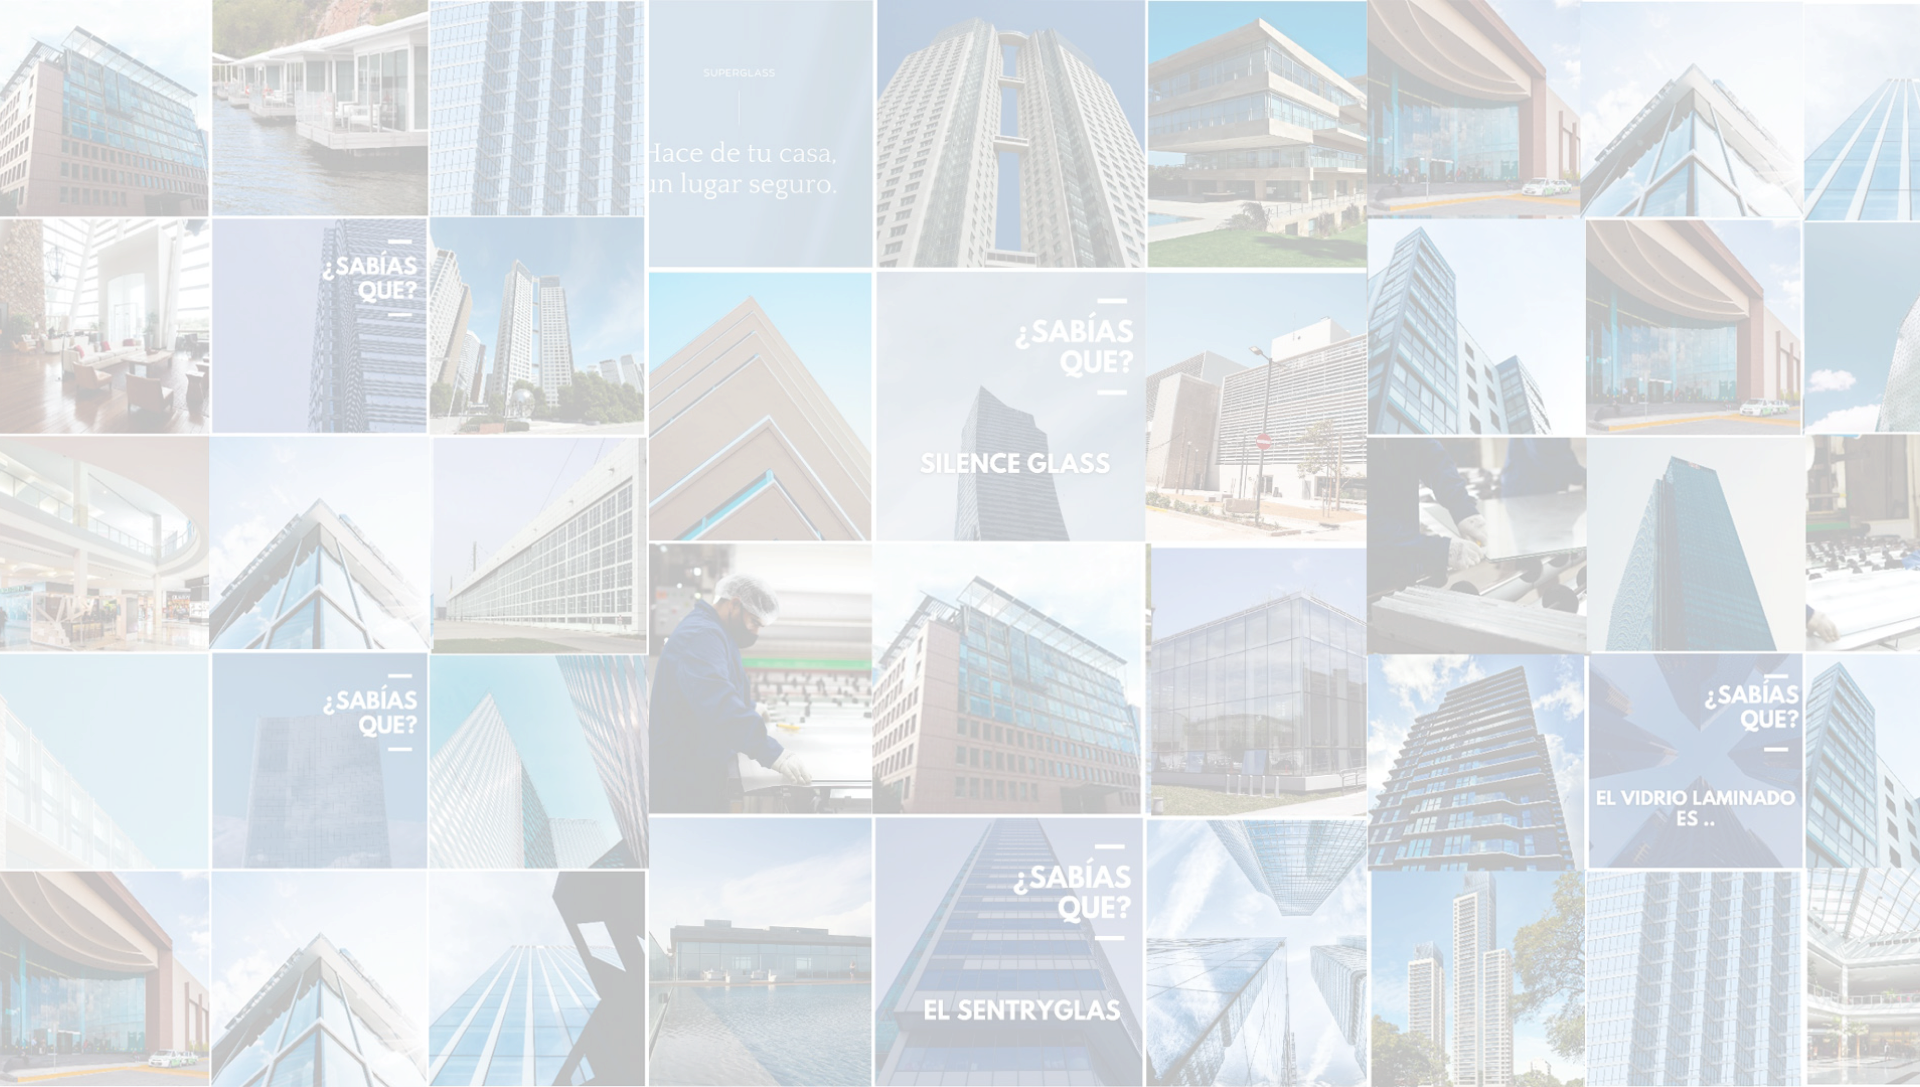 SUPERGLASS
Hace de tu casa,
un lugar seguro.
¿SABÍAS
QUE?
¿SABÍAS
QUE?
SILENCE GLASS
¿SABÍAS
QUE?
¿SABÍAS
QUE?
EL VIDRIO LAMINADO
ES ..
¿SABÍAS
QUE?
EL SENTRYGLAS